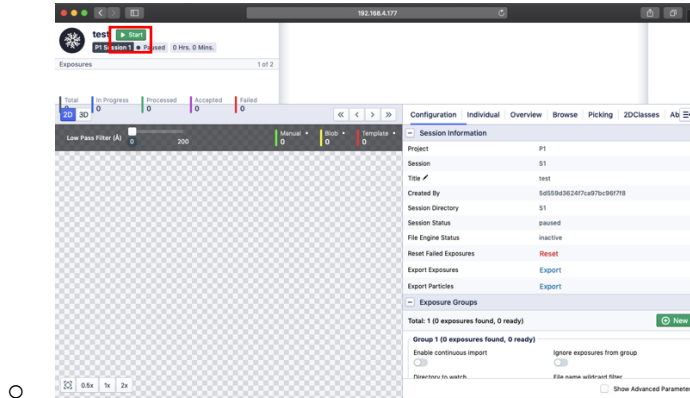 192.168.4.177
test Start
P1 Session 1 Paused 0 Hrs. 0 Mins.
Exposures 1 of 2
Total In Progress Processed Accepted Failed
0 0 0 0 0
2D 3D
Low Pass Filter (Å) 0 200
Manual Blob Template
0 0 0
0.5x 1x 2x
Configuration Individual Overview Browse Picking 2DClasses Ab
Session Information
Project P1
Session S1
Title test
Created By 5d559d3624f7ca97bc96f7f8
Session Directory S1
Session Status paused
File Engine Status inactive
Reset Failed Exposures Reset
Export Exposures Export
Export Particles Export
Exposure Groups
Total: 1 (0 exposures found, 0 ready) New
Group 1 (0 exposures found, 0 ready)
Enable continuous import Ignore exposures from group
Directory to watch File name wildcard filter
Show Advanced Parameter